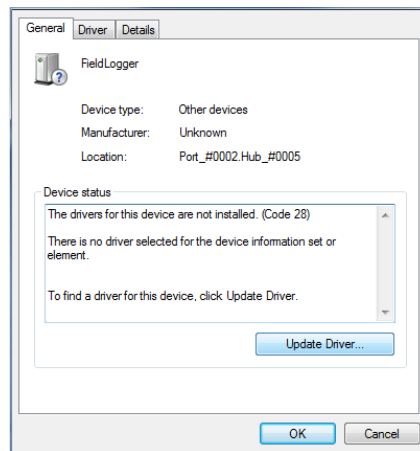 General Driver Details
FieldLogger
Device type: Other devices
Manufacturer: Unknown
Location: Port_#0002.Hub_#0005
Device status
The drivers for this device are not installed. (Code 28)
There is no driver selected for the device information set or
element.
To find a driver for this device, click Update Driver.
Update Driver...
OK Cancel